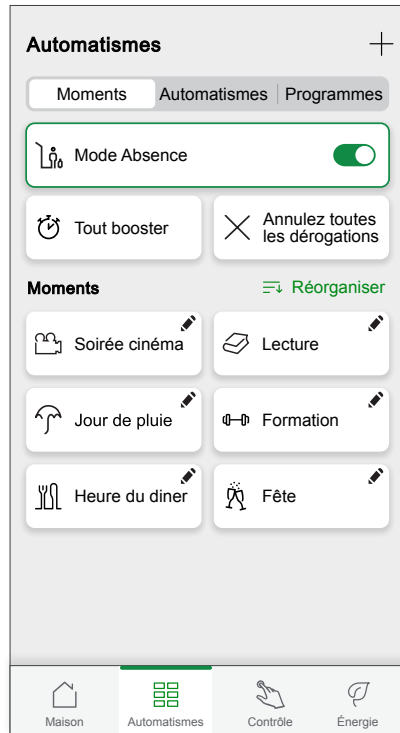 Automatismes
Moments
Automatismes
Programmes
Mode Absence
Tout booster
Annulez toutes
les dérogations
Moments
Réorganiser
Soirée cinéma
Lecture
Jour de pluie
Formation
Heure du diner
Fête
Maison
Automatismes
Contrôle
Énergie